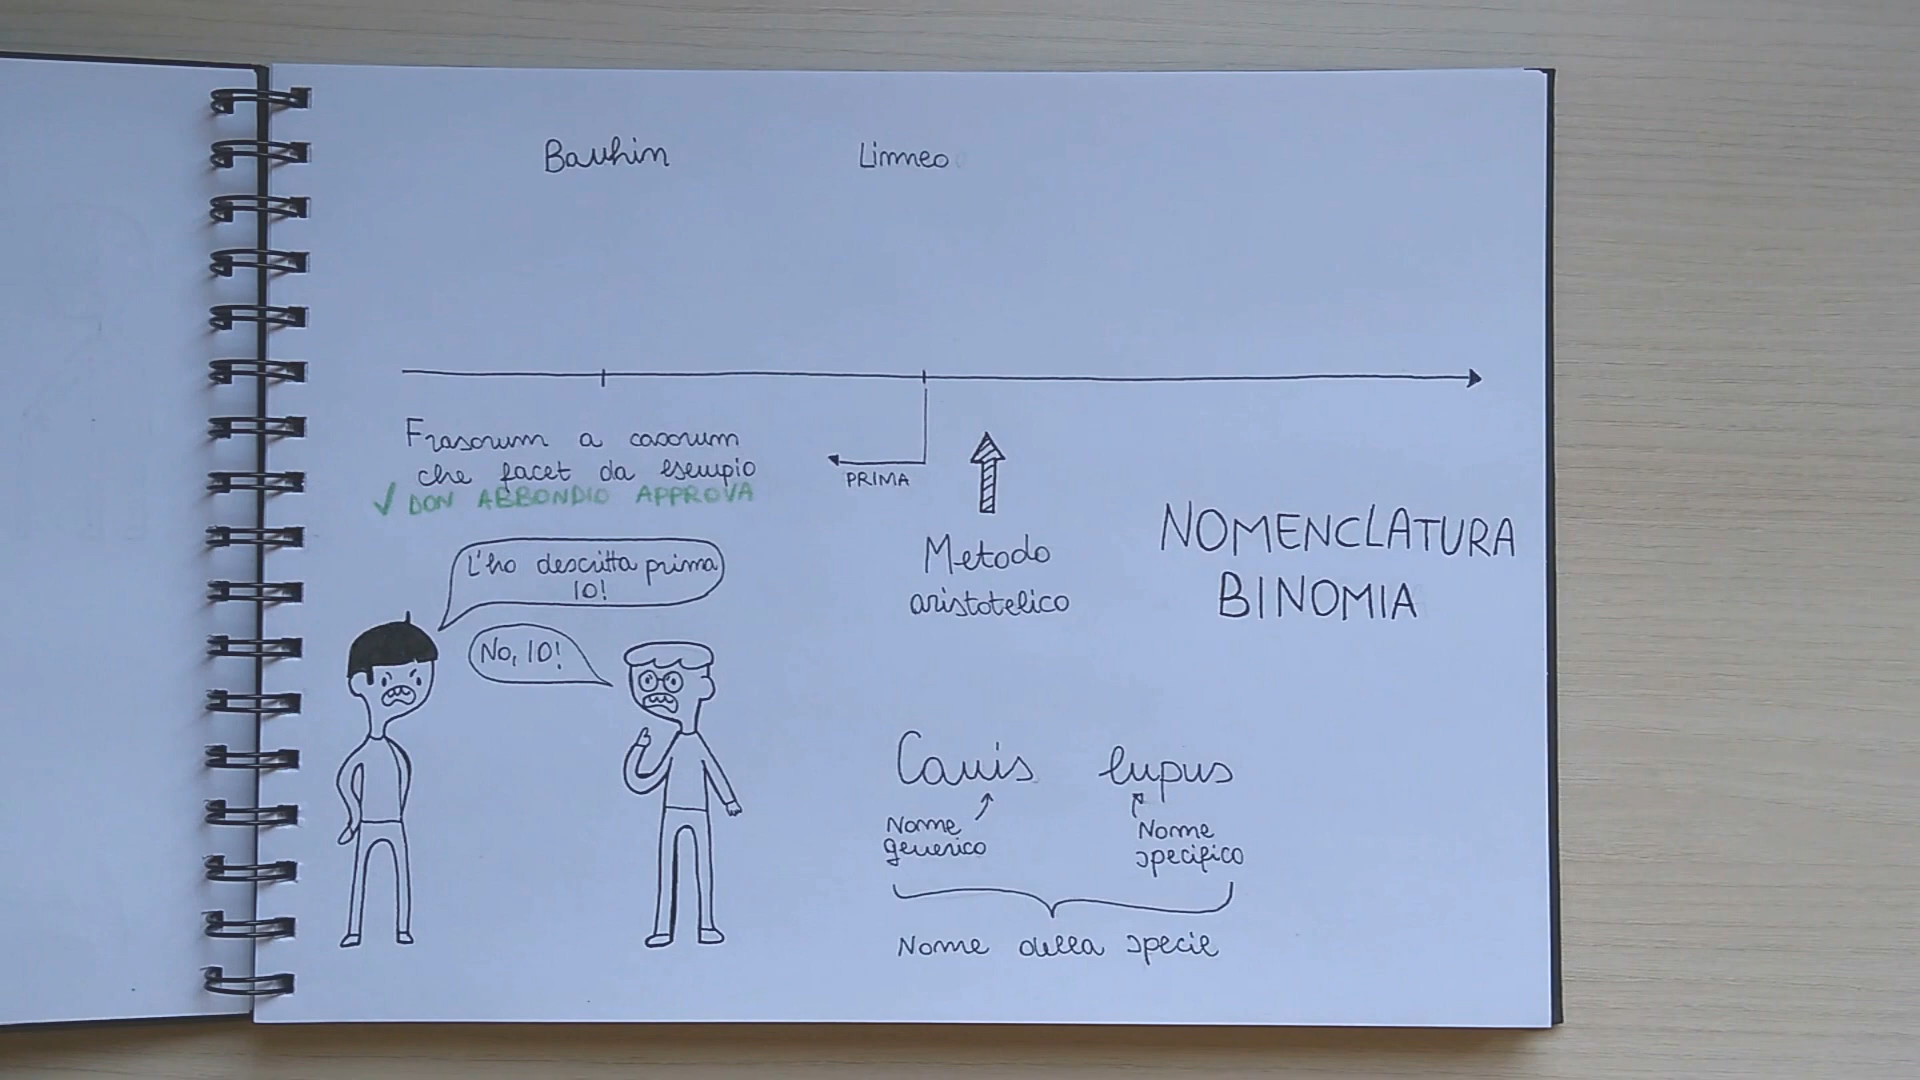 Bauhin
Linneo
Frasorum a casorum
che facet da esempio
✓ DON ABBONDIO APPROVA
PRIMA
L'ho descritta prima
IO!
No, IO!
Metodo
aristotelico
NOMENCLATURA
BINOMIA
Canis lupus
Nome
generico
Nome
specifico
Nome della specie